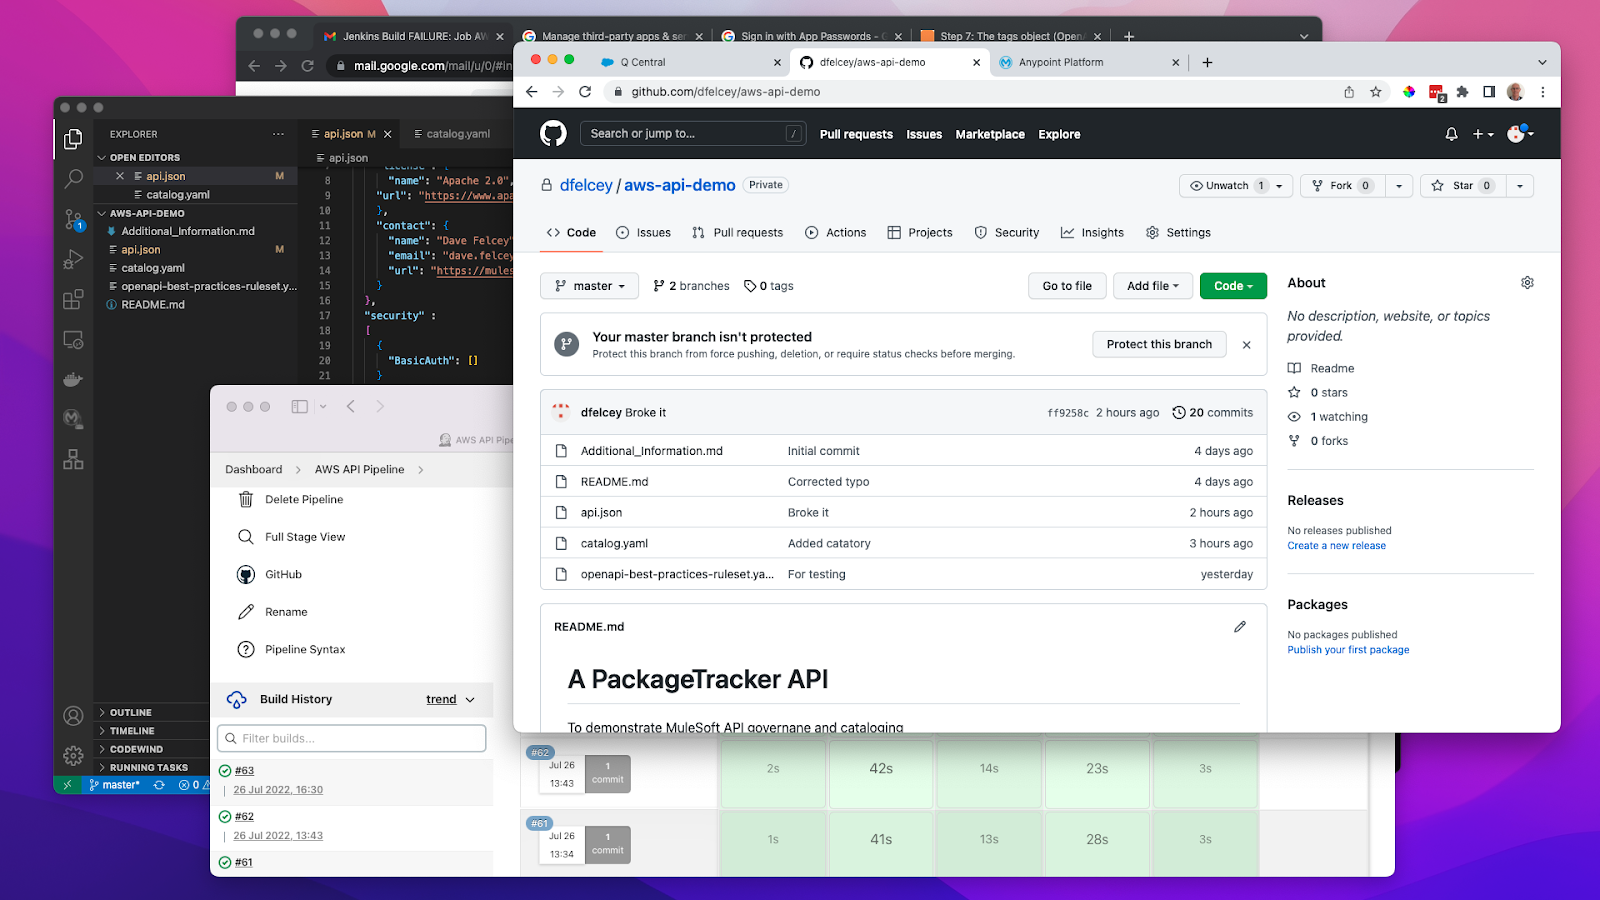 Jenkins Build FAILURE: Job AW
Manage third-party apps & ser
Sign in with App Passwords - G
Step 7: The tags object (OpenA
mail.google.com/mail/u/0/#in
Q Central
dfelcey/aws-api-demo
Anypoint Platform
github.com/dfelcey/aws-api-demo
2
Search or jump to...
/
Pull requests
Issues
Marketplace
Explore
dfelcey / aws-api-demo
Private
Unwatch 1
Fork 0
Star 0
Code
Issues
Pull requests
Actions
Projects
Security
Insights
Settings
master
2 branches
0 tags
Go to file
Add file
Code
Your master branch isn't protected
Protect this branch from force pushing, deletion, or require status checks before merging.
Protect this branch
dfelcey Broke it
ff9258c 2 hours ago
20 commits
Additional_Information.md
Initial commit
4 days ago
README.md
Corrected typo
4 days ago
api.json
Broke it
2 hours ago
catalog.yaml
Added catatory
3 hours ago
openapi-best-practices-ruleset.ya...
For testing
yesterday
README.md
A PackageTracker API
To demonstrate MuleSoft API governane and cataloging
About
No description, website, or topics
provided.
Readme
0 stars
1 watching
0 forks
Releases
No releases published
Create a new release
Packages
No packages published
Publish your first package
EXPLORER
OPEN EDITORS
api.json M
catalog.yaml
AWS-API-DEMO
Additional_Information.md
api.json M
catalog.yaml
openapi-best-practices-ruleset.y...
README.md
1
api.json M
catalog.yaml
api.json
8 "name": "Apache 2.0",
9 "url": "https://www.apa
10 },
11 "contact": {
12 "name": "Dave Felcey"
13 "email": "dave.felcey
14 "url": "https://mules
15 }
16 },
17 "security" :
18 [
19 {
20 "BasicAuth": []
21 }
OUTLINE
TIMELINE
CODEWIND
RUNNING TASKS
master*
0
AWS API Pipe
Dashboard
AWS API Pipeline
Delete Pipeline
Full Stage View
GitHub
Rename
Pipeline Syntax
Build History
trend
Filter builds...
#63
26 Jul 2022, 16:30
#62
26 Jul 2022, 13:43
#61
#62
Jul 26
13:43
1
commit
2s
42s
14s
23s
3s
#61
Jul 26
13:34
1
commit
1s
41s
13s
28s
3s